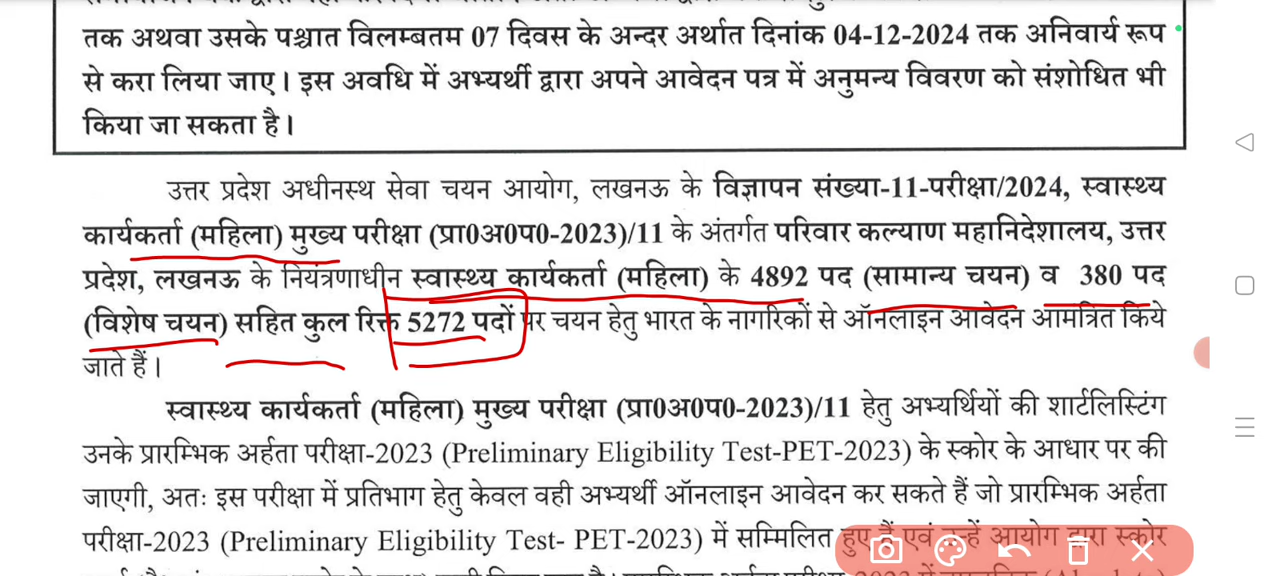 तक अथवा उसके पश्चात विलम्बतम 07 दिवस के अन्दर अर्थात दिनांक 04-12-2024 तक अनिवार्य रूप
से करा लिया जाए। इस अवधि में अभ्यर्थी द्वारा अपने आवेदन पत्र में अनुमन्य विवरण को संशोधित भी
किया जा सकता है।
उत्तर प्रदेश अधीनस्थ सेवा चयन आयोग, लखनऊ के विज्ञापन संख्या-11-परीक्षा/2024, स्वास्थ्य
कार्यकर्ता (महिला) मुख्य परीक्षा (प्रा0अ0प0-2023)/11 के अंतर्गत परिवार कल्याण महानिदेशालय, उत्तर
प्रदेश, लखनऊ के नियंत्रणाधीन स्वास्थ्य कार्यकर्ता (महिला) के 4892 पद (सामान्य चयन) व 380 पद
(विशेष चयन) सहित कुल रिक्त 5272 पदों पर चयन हेतु भारत के नागरिकों से ऑनलाइन आवेदन आमंत्रित किये
जाते हैं।
स्वास्थ्य कार्यकर्ता (महिला) मुख्य परीक्षा (प्रा0अ0प0-2023)/11 हेतु अभ्यर्थियों की शार्टलिस्टिंग
उनके प्रारम्भिक अर्हता परीक्षा-2023 (Preliminary Eligibility Test-PET-2023) के स्कोर के आधार पर की
जाएगी, अतः इस परीक्षा में प्रतिभाग हेतु केवल वही अभ्यर्थी ऑनलाइन आवेदन कर सकते हैं जो प्रारम्भिक अर्हता
परीक्षा-2023 (Preliminary Eligibility Test- PET-2023) में सम्मिलित हुए हैं एवं उन्हें आयोग द्वारा स्कोर